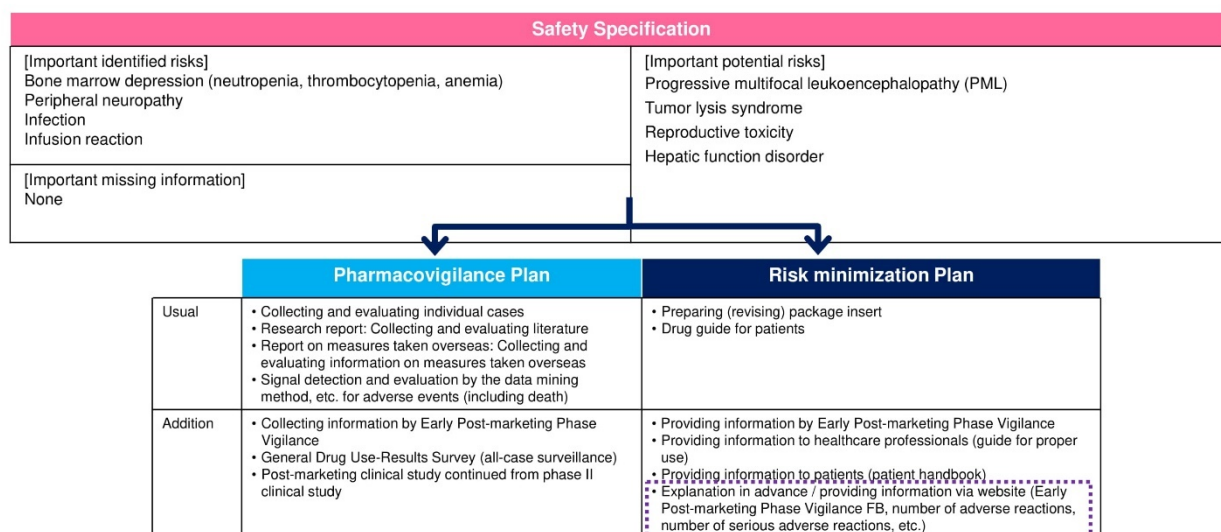 Safety Specification
[Important identified risks]
Bone marrow depression (neutropenia, thrombocytopenia, anemia)
Peripheral neuropathy
Infection
Infusion reaction
[Important potential risks]
Progressive multifocal leukoencephalopathy (PML)
Tumor lysis syndrome
Reproductive toxicity
Hepatic function disorder
[Important missing information]
None
Pharmacovigilance Plan
Risk minimization Plan
Usual
• Collecting and evaluating individual cases
• Research report: Collecting and evaluating literature
• Report on measures taken overseas: Collecting and
evaluating information on measures taken overseas
• Signal detection and evaluation by the data mining
method, etc. for adverse events (including death)
• Preparing (revising) package insert
• Drug guide for patients
Addition
• Collecting information by Early Post-marketing Phase
Vigilance
• General Drug Use-Results Survey (all-case surveillance)
• Post-marketing clinical study continued from phase II
clinical study
• Providing information by Early Post-marketing Phase Vigilance
• Providing information to healthcare professionals (guide for proper
use)
• Providing information to patients (patient handbook)
• Explanation in advance / providing information via website (Early
Post-marketing Phase Vigilance FB, number of adverse reactions,
number of serious adverse reactions, etc.)